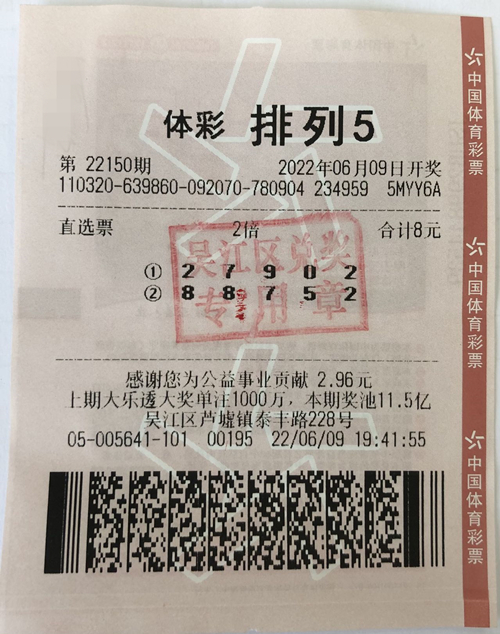 体彩 排列5
第 22150期 2022年06月09日开奖
110320-639860-092070-780904 234959 5MYY6A
直选票 2倍 合计8元
① 2 7 9 0 2
② 8 8 7 5 2
吴江区兑奖
专用章
感谢您为公益事业贡献 2.96元
上期大乐透大奖单注1000万，本期奖池11.5亿
吴江区芦墟镇泰丰路228号
05-005641-101 00195 22/06/09 19:41:55
中国体育彩票
中国体育彩票
中国体育彩票